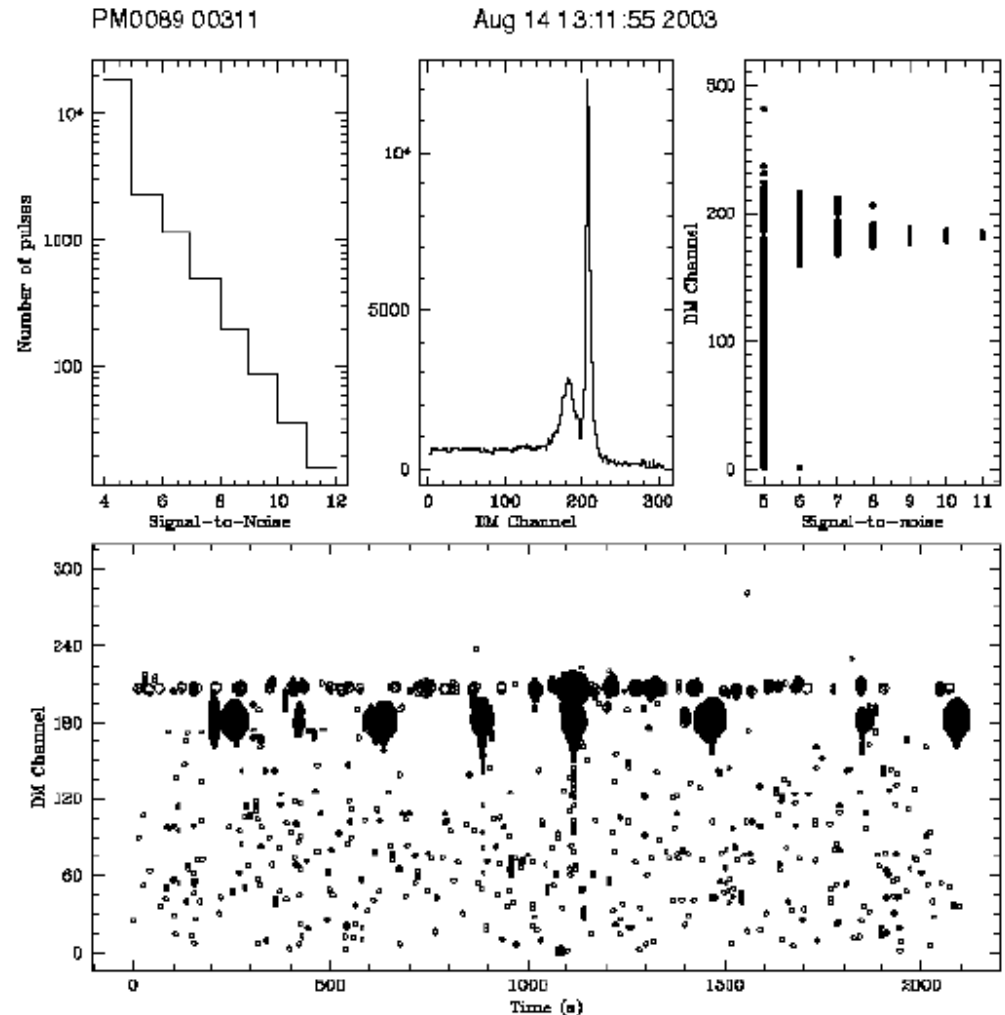 PM0089 00311
Aug 14 13:11:55 2003
Number of pulses
10⁴
1000
100
4 6 8 10 12
Signal-to-Noise
10⁴
5000
0
0 100 200 300
DM Channel
DM Channel
300
200
100
0
5 6 7 8 9 10 11
Signal-to-noise
DM Channel
300
240
180
120
60
0
0 500 1000 1500 2000
Time (s)